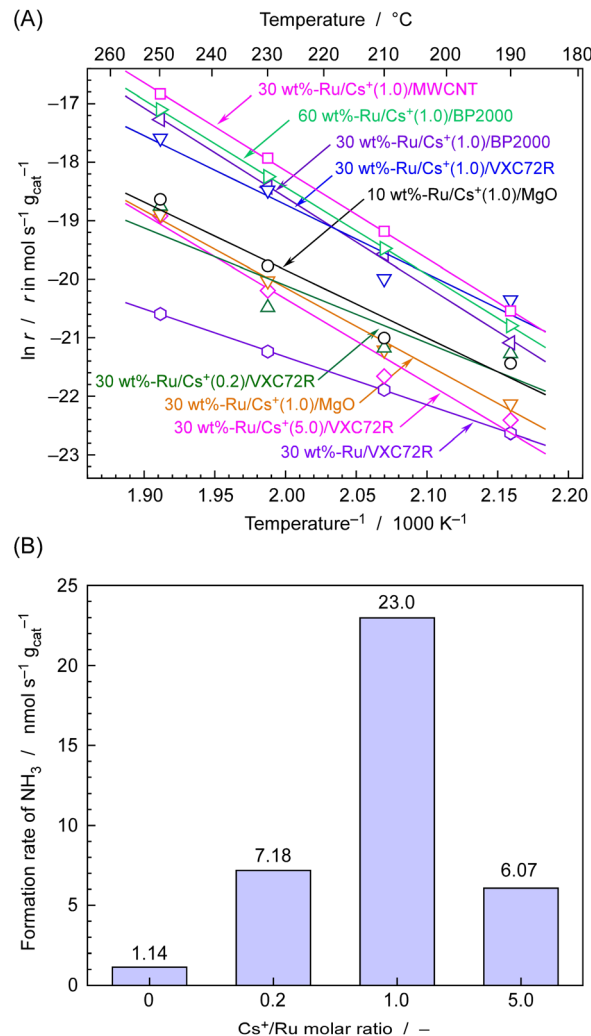 (A)
Temperature / °C
260 250 240 230 220 210 200 190 180
30 wt%-Ru/Cs⁺(1.0)/MWCNT
60 wt%-Ru/Cs⁺(1.0)/BP2000
30 wt%-Ru/Cs⁺(1.0)/BP2000
30 wt%-Ru/Cs⁺(1.0)/VXC72R
10 wt%-Ru/Cs⁺(1.0)/MgO
30 wt%-Ru/Cs⁺(0.2)/VXC72R
30 wt%-Ru/Cs⁺(1.0)/MgO
30 wt%-Ru/Cs⁺(5.0)/VXC72R
30 wt%-Ru/VXC72R
–17
–18
–19
–20
–21
–22
–23
ln r / r in mol s⁻¹ g_cat⁻¹
1.90 1.95 2.00 2.05 2.10 2.15 2.20
Temperature⁻¹ / 1000 K⁻¹
(B)
25
20
15
10
5
0
Formation rate of NH₃ / nmol s⁻¹ g_cat⁻¹
1.14
7.18
23.0
6.07
0 0.2 1.0 5.0
Cs⁺/Ru molar ratio / –